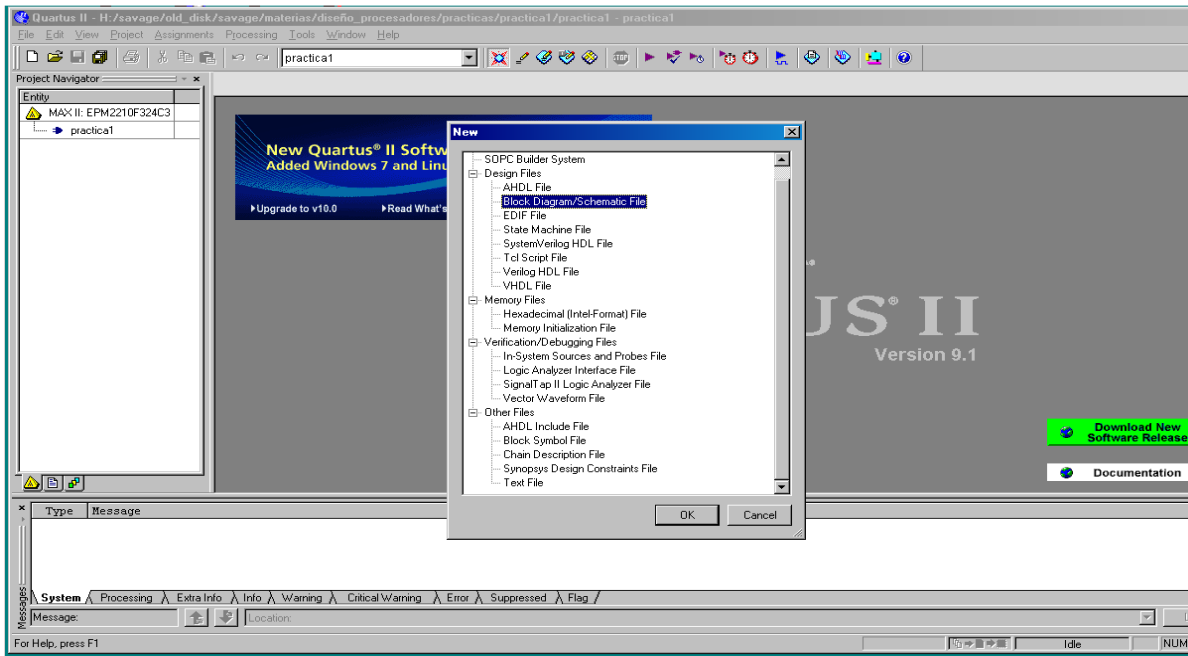 Quartus II - H:/savage/old_disk/savage/materias/diseño_procesadores/practicas/practica1/practica1 - practica1
File Edit View Project Assignments Processing Tools Window Help
practica1
STOP
Project Navigator
Entity
MAX II: EPM2210F324C3
practica1
New Quartus® II Softw
Added Windows 7 and Linu
Upgrade to v10.0 Read What's
New
SOPC Builder System
Design Files
AHDL File
Block Diagram/Schematic File
EDIF File
State Machine File
SystemVerilog HDL File
Tcl Script File
Verilog HDL File
VHDL File
Memory Files
Hexadecimal (Intel-Format) File
Memory Initialization File
Verification/Debugging Files
In-System Sources and Probes File
Logic Analyzer Interface File
SignalTap II Logic Analyzer File
Vector Waveform File
Other Files
AHDL Include File
Block Symbol File
Chain Description File
Synopsys Design Constraints File
Text File
OK Cancel
US® II
Version 9.1
Download New
Software Release
Documentation
Type Message
System Processing Extra Info Info Warning Critical Warning Error Suppressed Flag
Messages
Message: Location:
For Help, press F1 Idle NUM